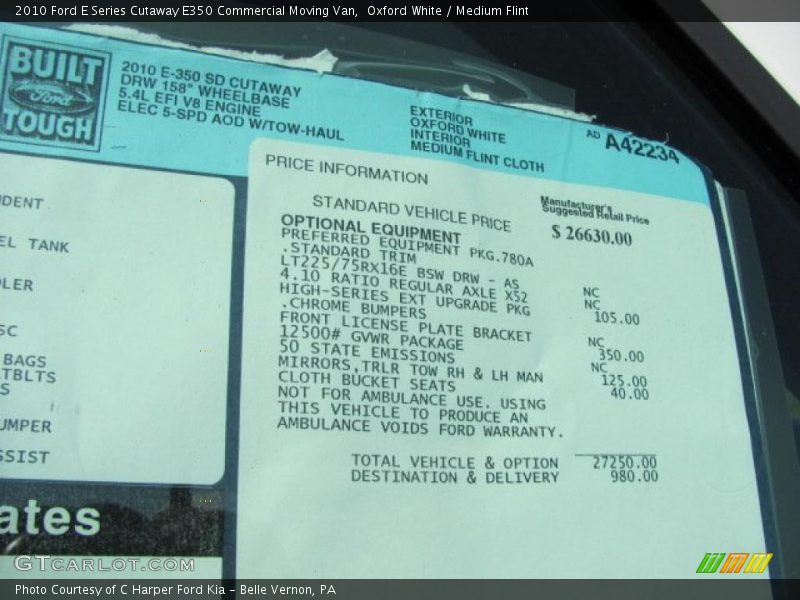 2010 Ford E Series Cutaway E350 Commercial Moving Van, Oxford White / Medium Flint
BUILT
Ford
TOUGH
2010 E-350 SD CUTAWAY
DRW 158" WHEELBASE
5.4L EFI V8 ENGINE
ELEC 5-SPD AOD W/TOW-HAUL
EXTERIOR
OXFORD WHITE
INTERIOR
MEDIUM FLINT CLOTH
AD A42234
IDENT
EL TANK
LER
SC
BAGS
TBLTS
S
UMPER
SSIST
ates
PRICE INFORMATION
Manufacturer's
Suggested Retail Price
STANDARD VEHICLE PRICE $ 26630.00
OPTIONAL EQUIPMENT
PREFERRED EQUIPMENT PKG.780A
.STANDARD TRIM NC
LT225/75RX16E BSW DRW - AS NC
4.10 RATIO REGULAR AXLE X52 105.00
HIGH-SERIES EXT UPGRADE PKG NC
.CHROME BUMPERS 350.00
FRONT LICENSE PLATE BRACKET NC
12500# GVWR PACKAGE
50 STATE EMISSIONS
MIRRORS,TRLR TOW RH & LH MAN 125.00
CLOTH BUCKET SEATS 40.00
NOT FOR AMBULANCE USE. USING
THIS VEHICLE TO PRODUCE AN
AMBULANCE VOIDS FORD WARRANTY.
TOTAL VEHICLE & OPTION 27250.00
DESTINATION & DELIVERY 980.00
GTCARLOT.COM
Photo Courtesy of C Harper Ford Kia - Belle Vernon, PA